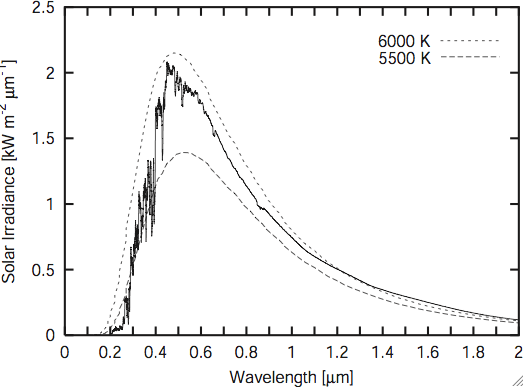 2.5
6000 K
5500 K
2
1.5
1
0.5
0
0 0.2 0.4 0.6 0.8 1 1.2 1.4 1.6 1.8 2
Solar Irradiance [kW m⁻² µm⁻¹]
Wavelength [µm]